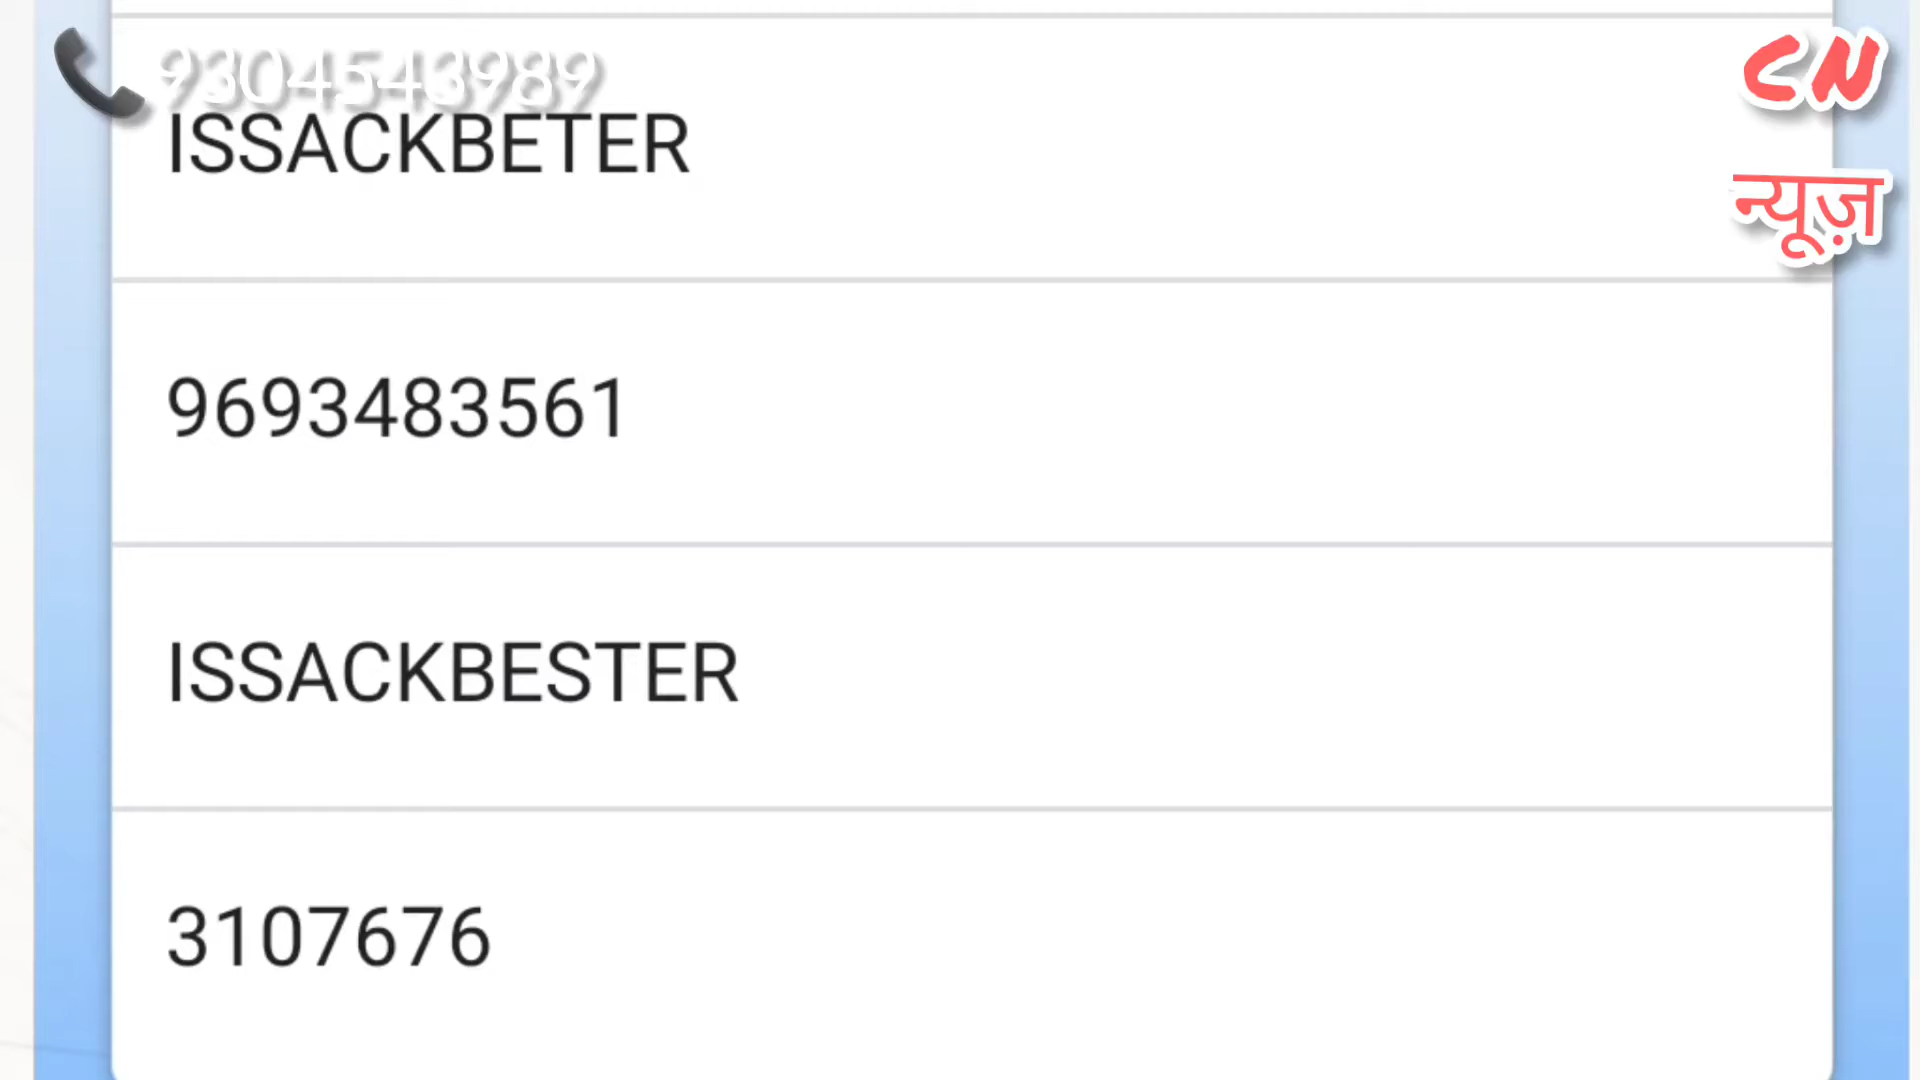 9304543989
CN
न्यूज़
ISSACKBETER
9693483561
ISSACKBESTER
3107676